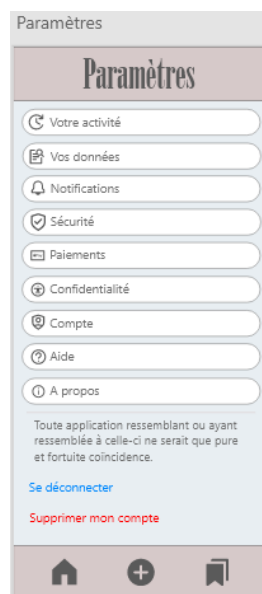 Paramètres
Paramètres
Votre activité
Vos données
Notifications
Sécurité
Paiements
Confidentialité
Compte
Aide
A propos
Toute application ressemblant ou ayant
ressemblée à celle-ci ne serait que pure
et fortuite coïncidence.
Se déconnecter
Supprimer mon compte